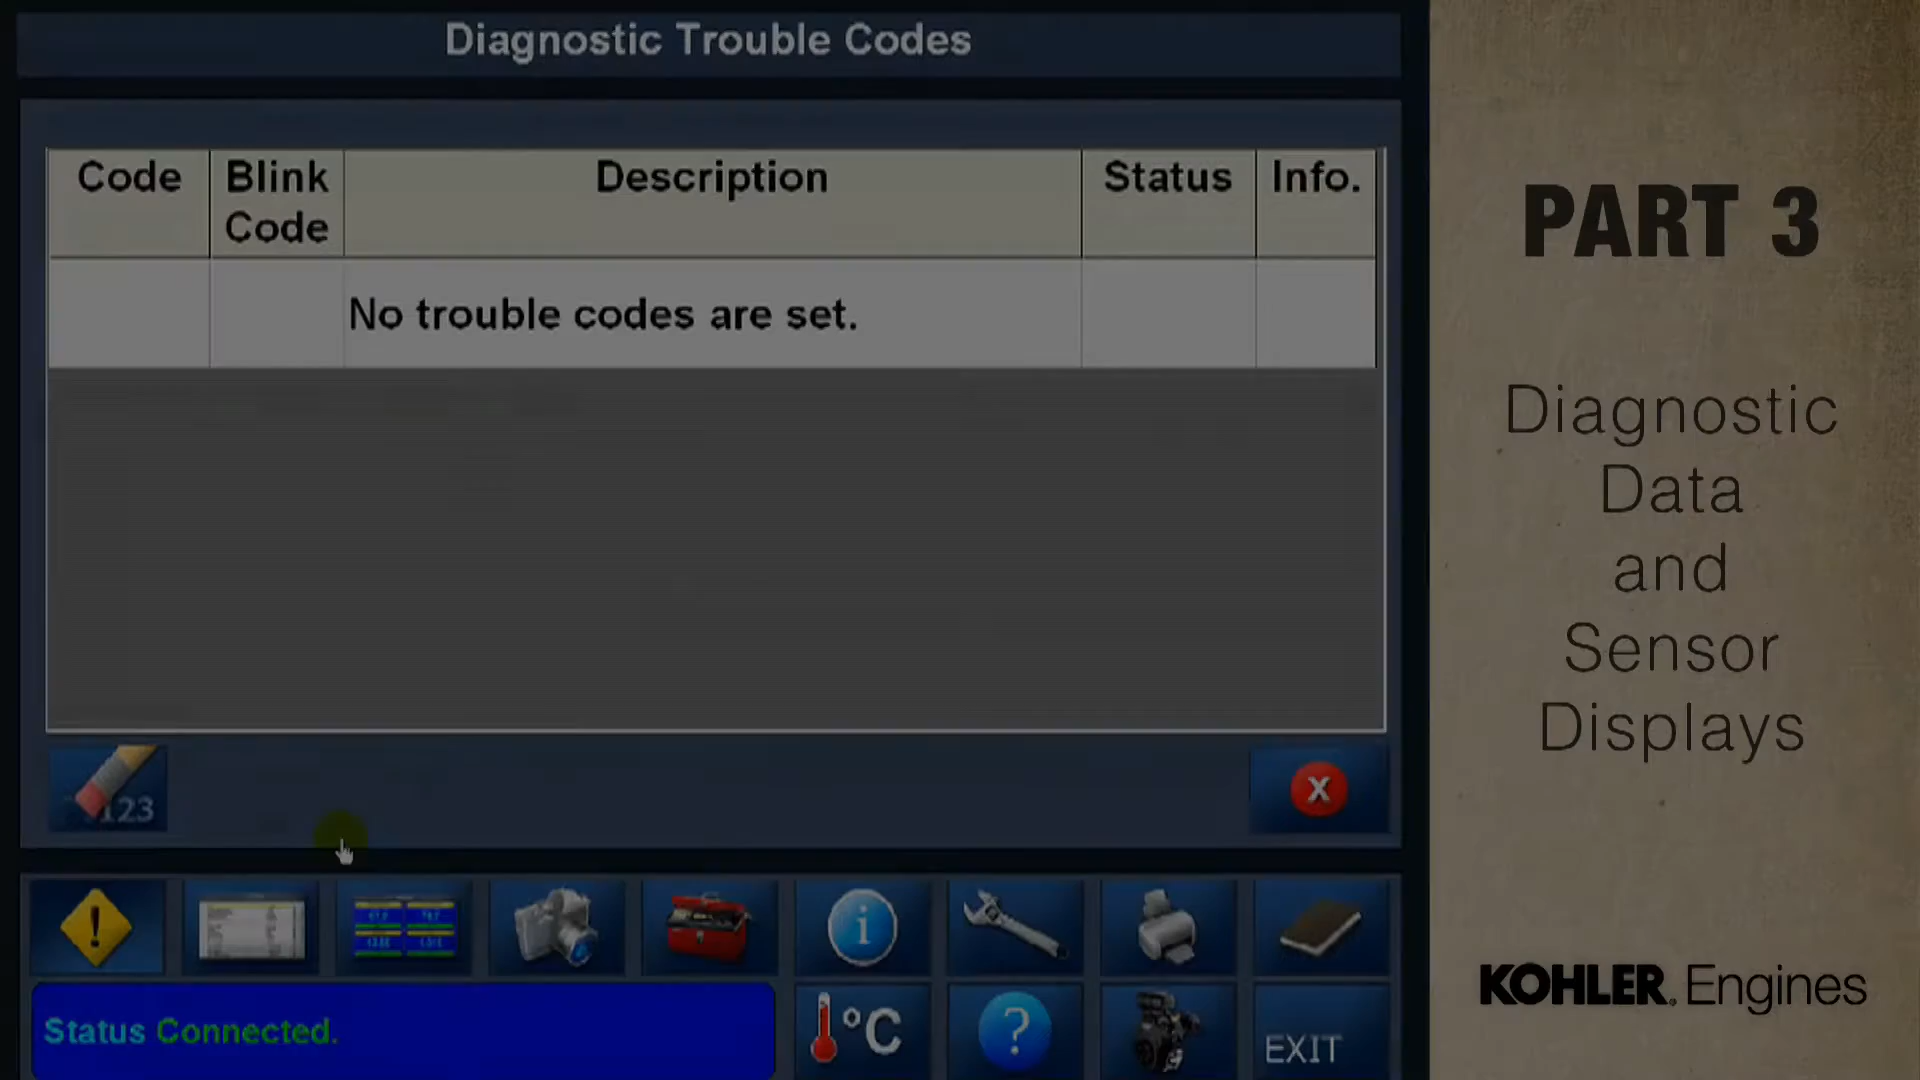 Diagnostic Trouble Codes
Code Blink Code Description Status Info.
No trouble codes are set.
123
Status Connected.
°C
?
EXIT
PART 3
Diagnostic
Data
and
Sensor
Displays
KOHLER. Engines